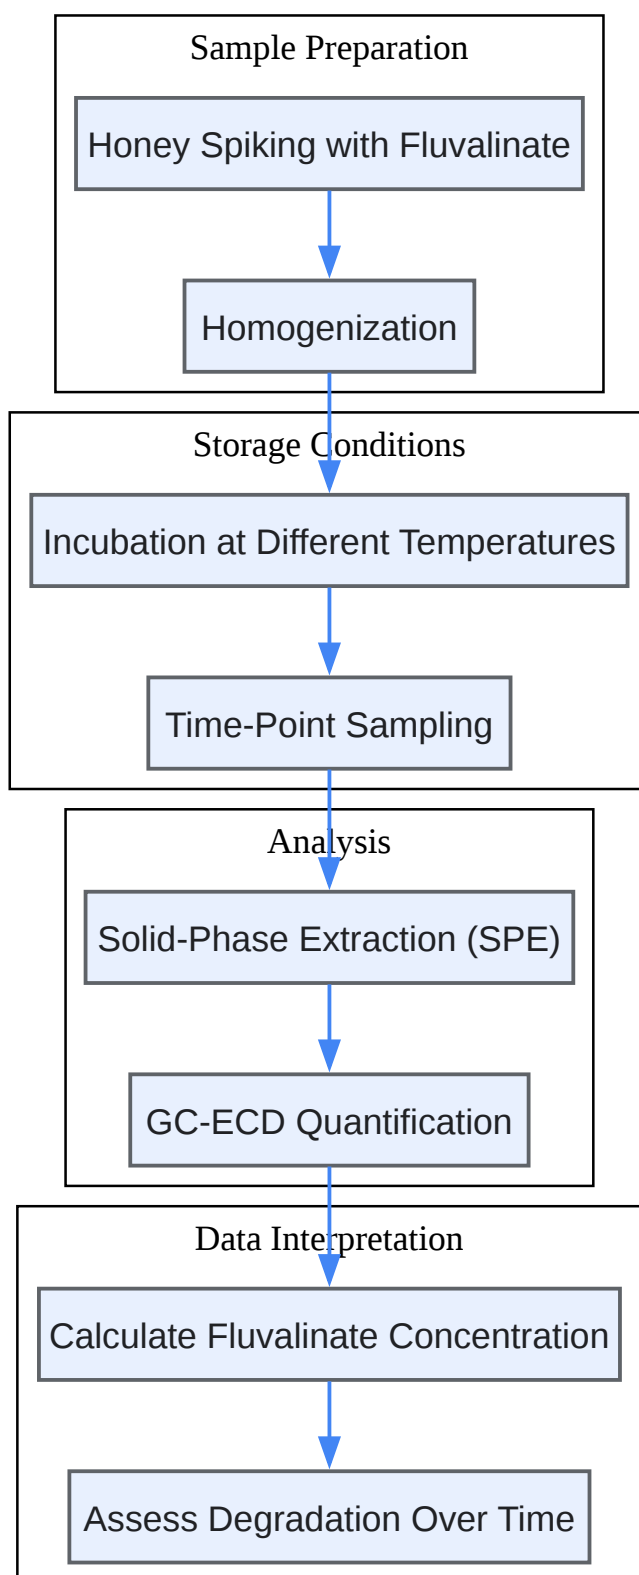 Sample Preparation
Honey Spiking with Fluvalinate
Homogenization
Storage Conditions
Incubation at Different Temperatures
Time-Point Sampling
Analysis
Solid-Phase Extraction (SPE)
GC-ECD Quantification
Data Interpretation
Calculate Fluvalinate Concentration
Assess Degradation Over Time